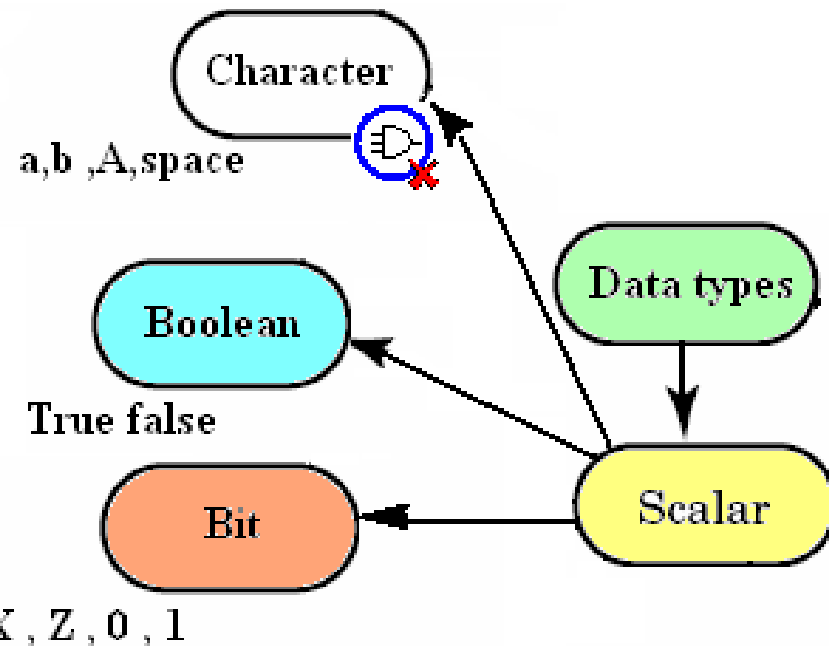 Character
a,b ,A,space
Data types
Boolean
True false
Scalar
Bit
X , Z , 0 , 1